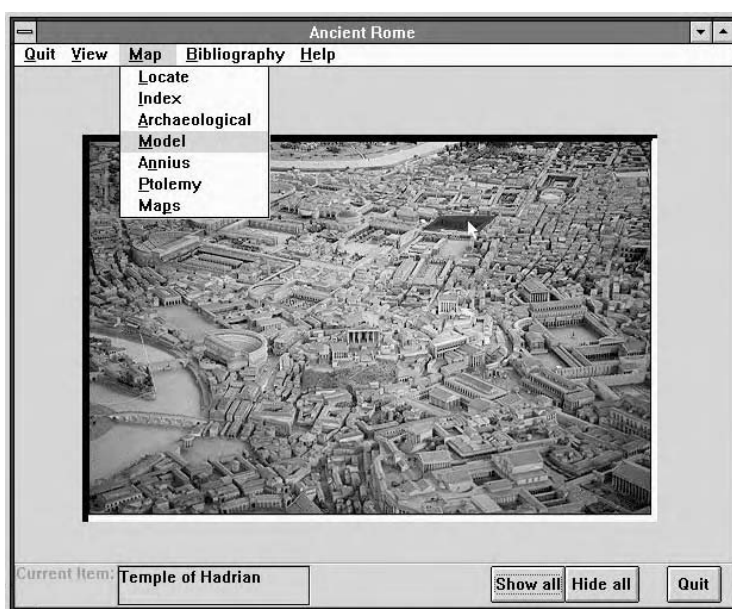 Ancient Rome
Quit View Map Bibliography Help
Locate
Index
Archaeological
Model
Annius
Ptolemy
Maps
Current Item: Temple of Hadrian
Show all Hide all Quit